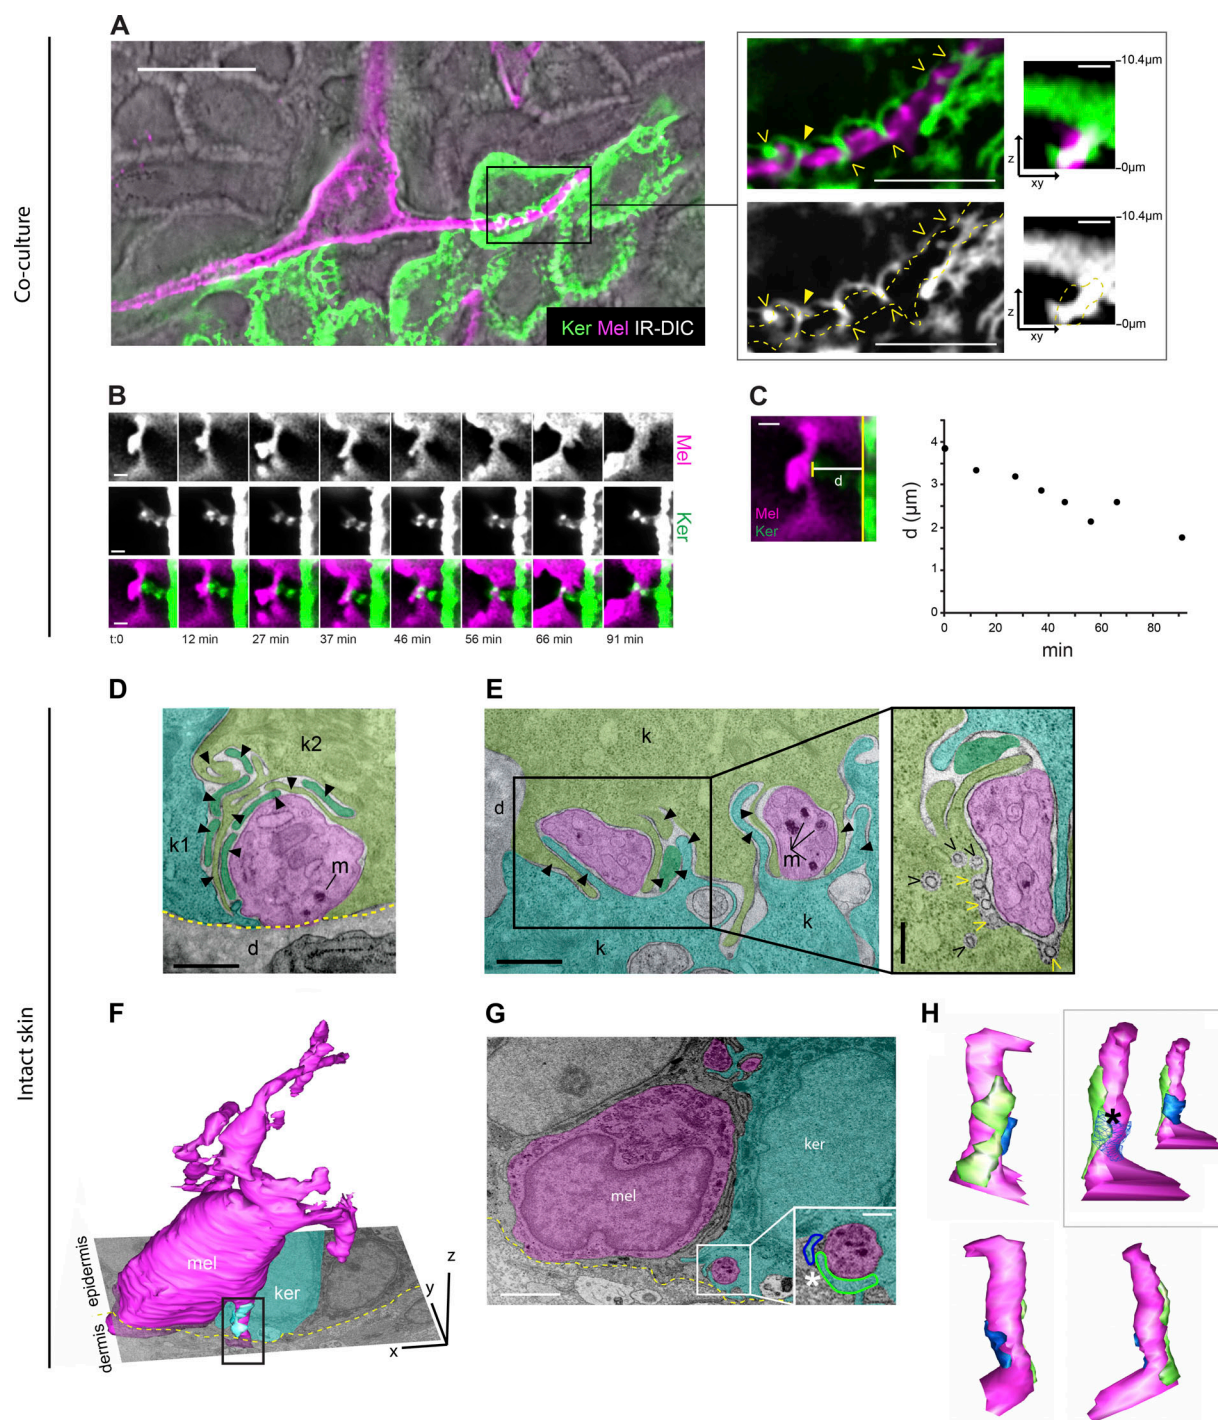 Co-culture
A
Ker Mel IR-DIC
10.4µm
0µm
z
xy
10.4µm
0µm
z
xy
B
Mel
Ker
t:0 12 min 27 min 37 min 46 min 56 min 66 min 91 min
C
d
Mel
Ker
d (µm)
4
3
2
1
0
0 20 40 60 80
min
Intact skin
D
k2
k1
m
d
E
k
d
m
k
k
F
mel
ker
epidermis
dermis
z
y
x
G
ker
mel
*
H
*